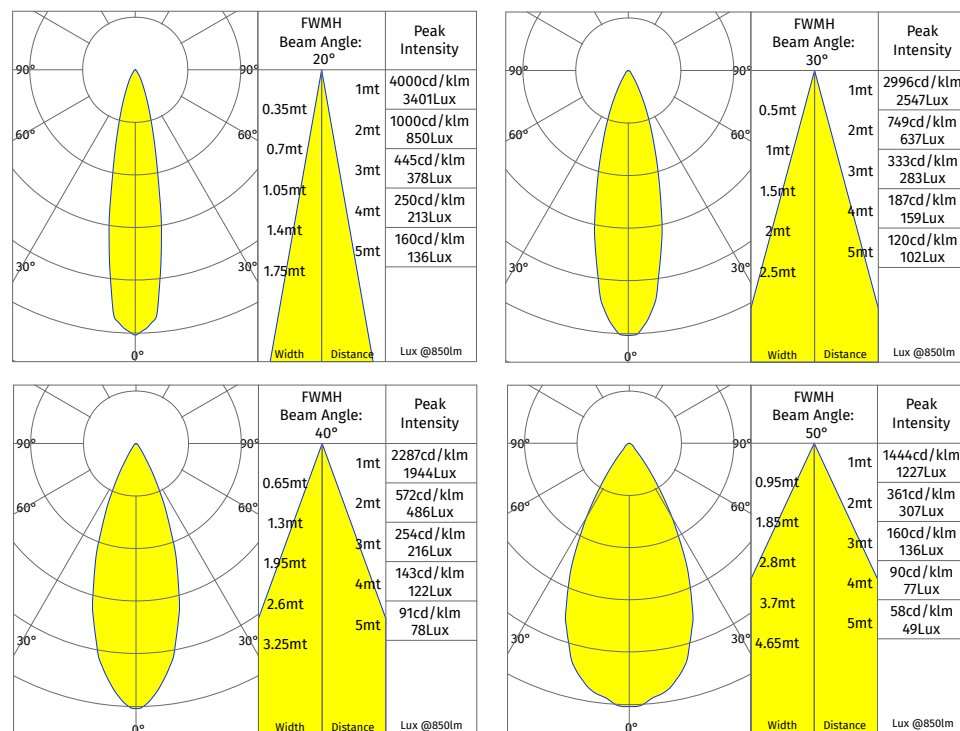 FWMH
Beam Angle:
20°
Peak
Intensity
90°
90°
60°
60°
30°
30°
0°
0.35mt
0.7mt
1.05mt
1.4mt
1.75mt
1mt
2mt
3mt
4mt
5mt
4000cd/klm
3401Lux
1000cd/klm
850Lux
445cd/klm
378Lux
250cd/klm
213Lux
160cd/klm
136Lux
Width
Distance
Lux @850lm
FWMH
Beam Angle:
30°
Peak
Intensity
90°
90°
60°
60°
30°
30°
0°
0.5mt
1mt
1.5mt
2mt
2.5mt
1mt
2mt
3mt
4mt
5mt
2996cd/klm
2547Lux
749cd/klm
637Lux
333cd/klm
283Lux
187cd/klm
159Lux
120cd/klm
102Lux
Width
Distance
Lux @850lm
FWMH
Beam Angle:
40°
Peak
Intensity
90°
90°
60°
60°
30°
30°
0°
0.65mt
1.3mt
1.95mt
2.6mt
3.25mt
1mt
2mt
3mt
4mt
5mt
2287cd/klm
1944Lux
572cd/klm
486Lux
254cd/klm
216Lux
143cd/klm
122Lux
91cd/klm
78Lux
Width
Distance
Lux @850lm
FWMH
Beam Angle:
50°
Peak
Intensity
90°
90°
60°
60°
30°
30°
0°
0.95mt
1.85mt
2.8mt
3.7mt
4.65mt
1mt
2mt
3mt
4mt
5mt
1444cd/klm
1227Lux
361cd/klm
307Lux
160cd/klm
136Lux
90cd/klm
77Lux
58cd/klm
49Lux
Width
Distance
Lux @850lm